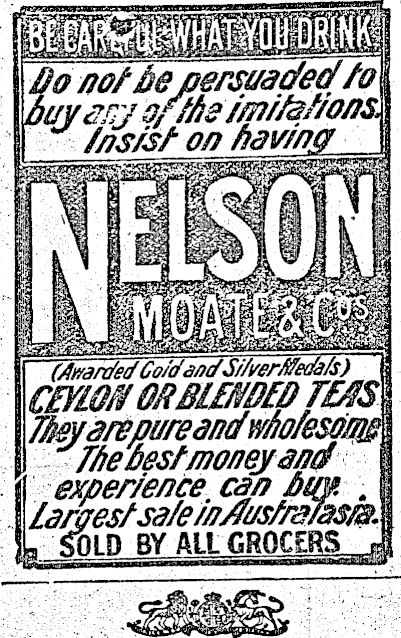 BE CAREFUL WHAT YOU DRINK
Do not be persuaded to
buy any of the imitations.
Insist on having
NELSON
MOATE & Cos.
(Awarded Gold and Silver Medals)
CEYLON OR BLENDED TEAS
They are pure and wholesome
The best money and
experience can buy.
Largest sale in Australasia.
SOLD BY ALL GROCERS